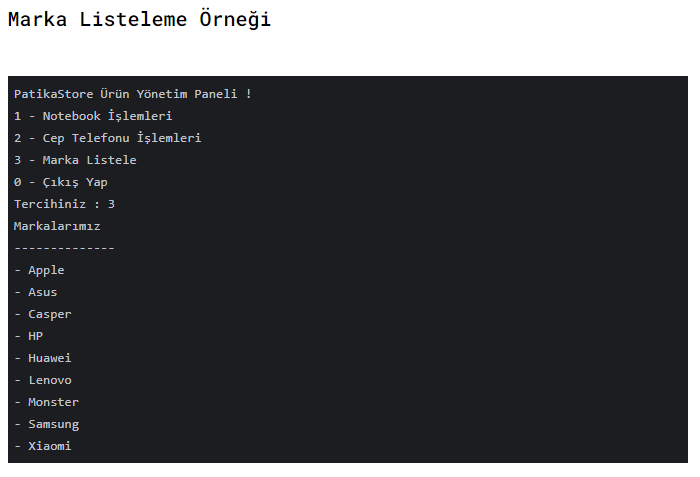 Marka Listeleme Örneği
PatikaStore Ürün Yönetim Paneli !
1 - Notebook İşlemleri
2 - Cep Telefonu İşlemleri
3 - Marka Listele
0 - Çıkış Yap
Tercihiniz : 3
Markalarımız
--------------
- Apple
- Asus
- Casper
- HP
- Huawei
- Lenovo
- Monster
- Samsung
- Xiaomi